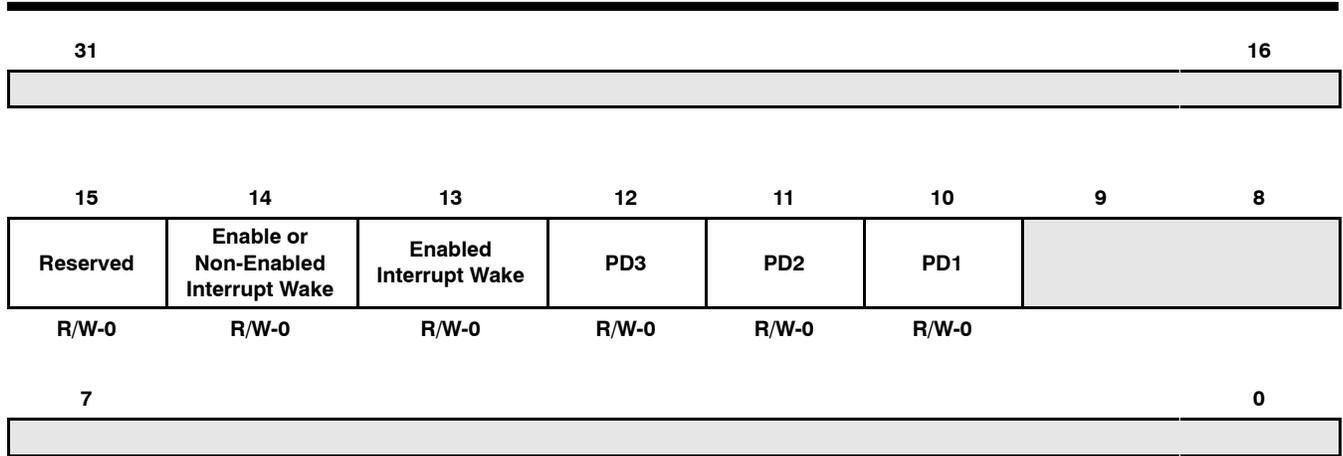 31 16
15 14 13 12 11 10 9 8
Reserved
Enable or
Non-Enabled
Interrupt Wake
Enabled
Interrupt Wake
PD3
PD2
PD1
R/W-0 R/W-0 R/W-0 R/W-0 R/W-0 R/W-0
7 0